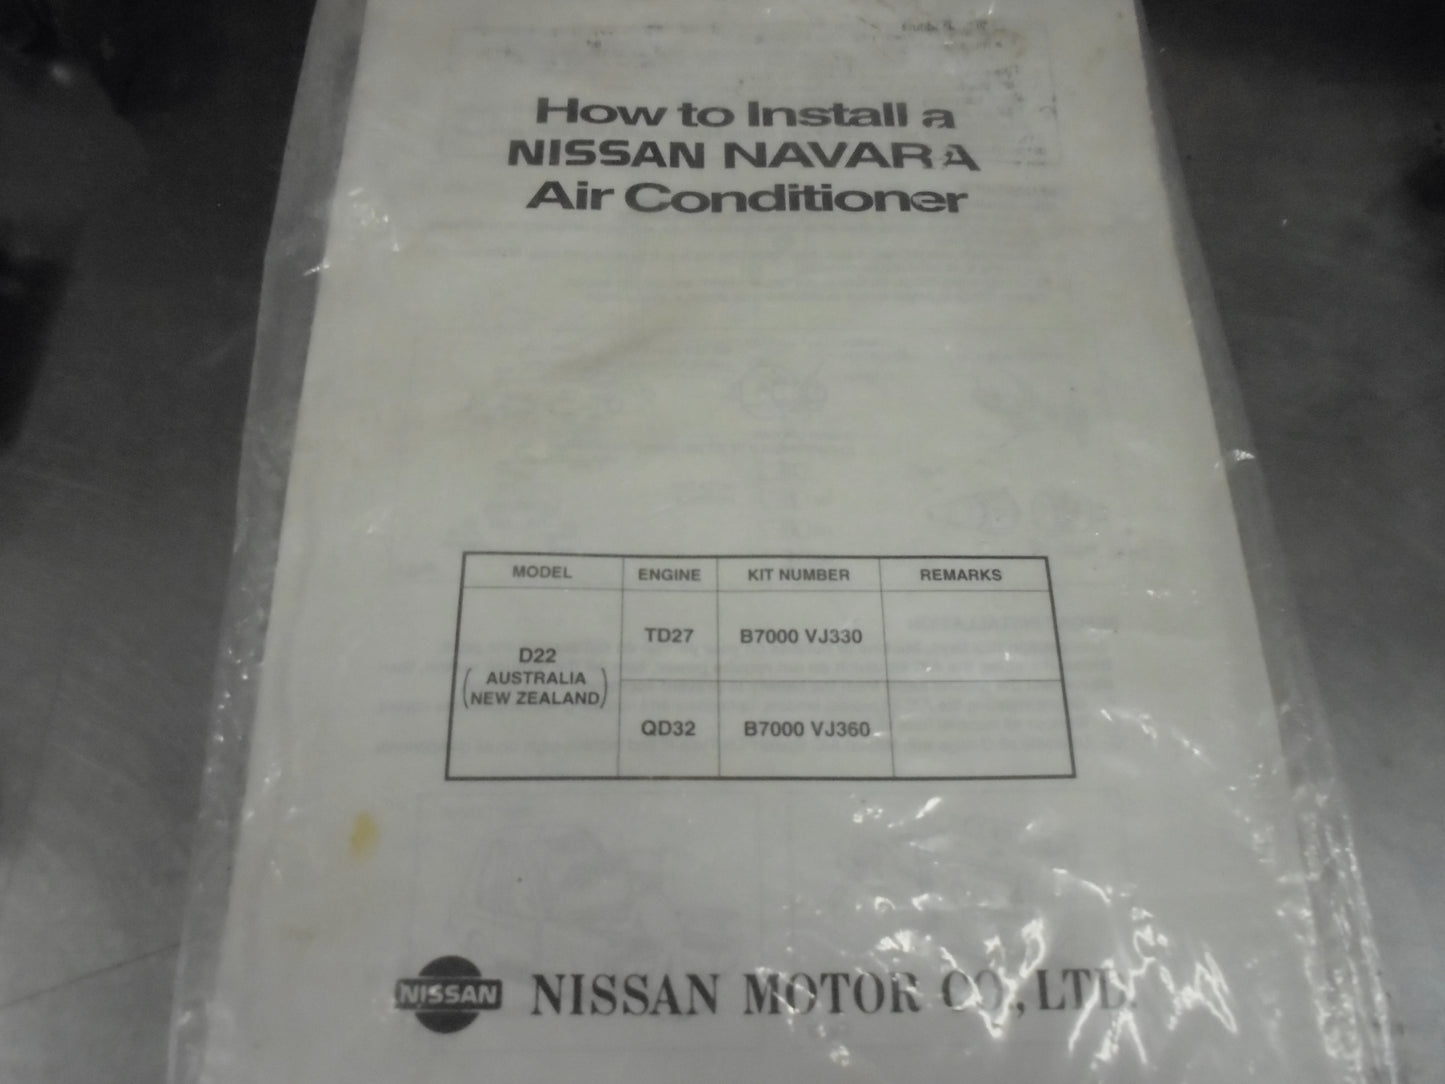 How to Install a
NISSAN NAVARA
Air Conditioner
MODEL ENGINE KIT NUMBER REMARKS
D22
(AUSTRALIA
NEW ZEALAND)
TD27 B7000 VJ330
QD32 B7000 VJ360
NISSAN NISSAN MOTOR CO., LTD.